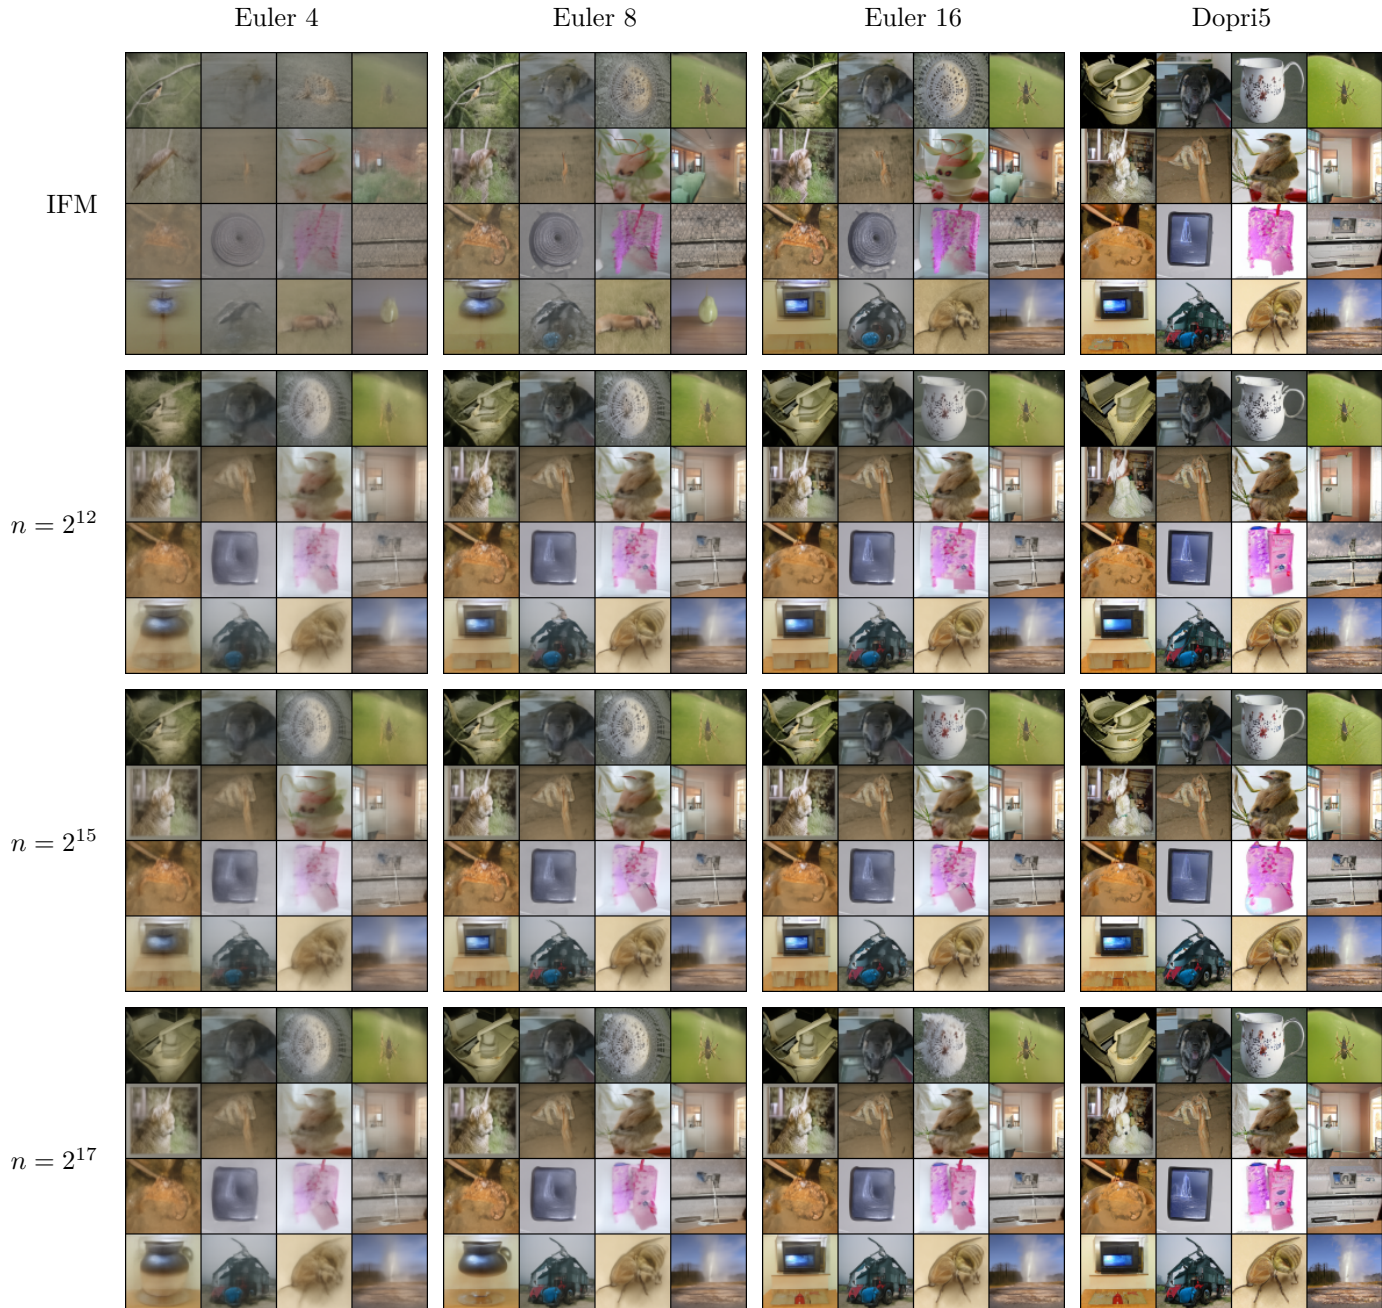 Euler 4 Euler 8 Euler 16 Dopri5
IFM
n = 2^12
n = 2^15
n = 2^17